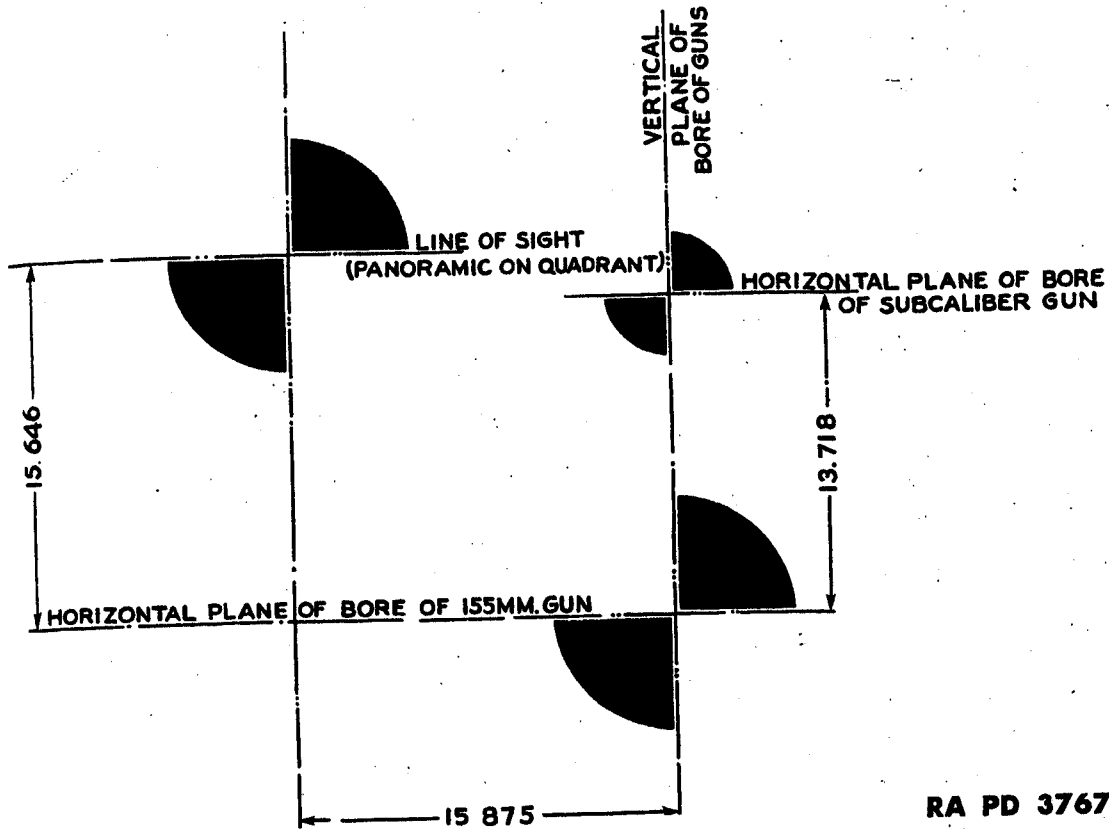 VERTICAL
PLANE OF
BORE OF GUNS
LINE OF SIGHT
(PANORAMIC ON QUADRANT)
HORIZONTAL PLANE OF BORE
OF SUBCALIBER GUN
15.646
13.718
HORIZONTAL PLANE OF BORE OF 155MM. GUN
15 875
RA PD 3767